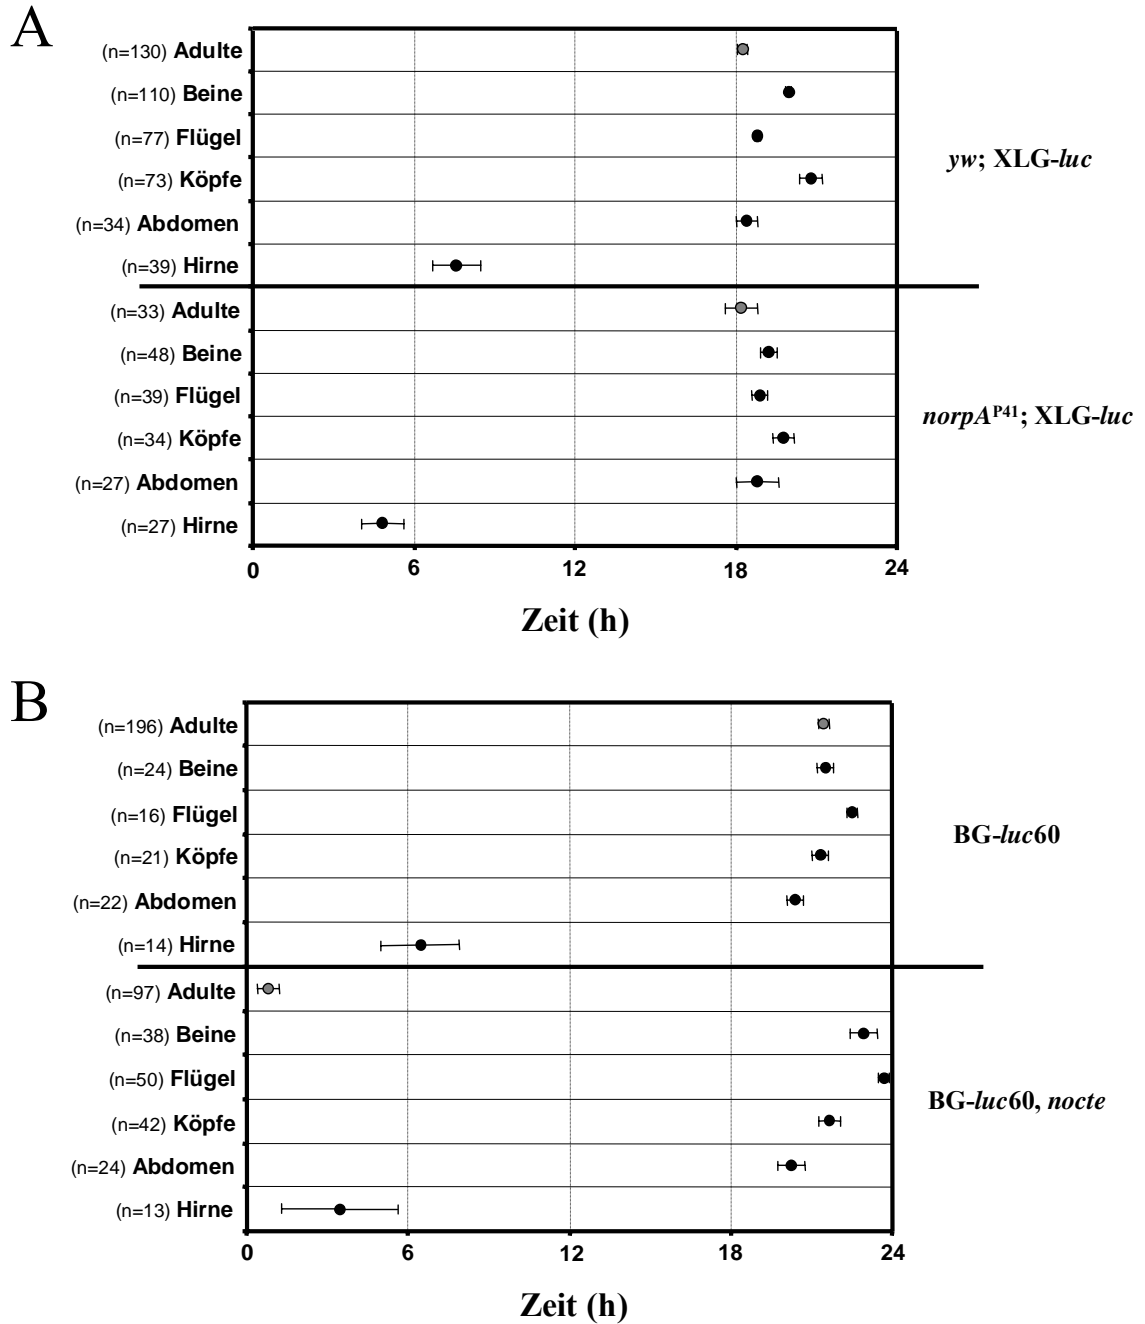 A
(n=130) Adulte
(n=110) Beine
(n=77) Flügel
(n=73) Köpfe
(n=34) Abdomen
(n=39) Hirne
yw; XLG-luc
(n=33) Adulte
(n=48) Beine
(n=39) Flügel
(n=34) Köpfe
(n=27) Abdomen
(n=27) Hirne
norpAᴾ⁴¹; XLG-luc
0 6 12 18 24
Zeit (h)
B
(n=196) Adulte
(n=24) Beine
(n=16) Flügel
(n=21) Köpfe
(n=22) Abdomen
(n=14) Hirne
BG-luc60
(n=97) Adulte
(n=38) Beine
(n=50) Flügel
(n=42) Köpfe
(n=24) Abdomen
(n=13) Hirne
BG-luc60, nocte
0 6 12 18 24
Zeit (h)